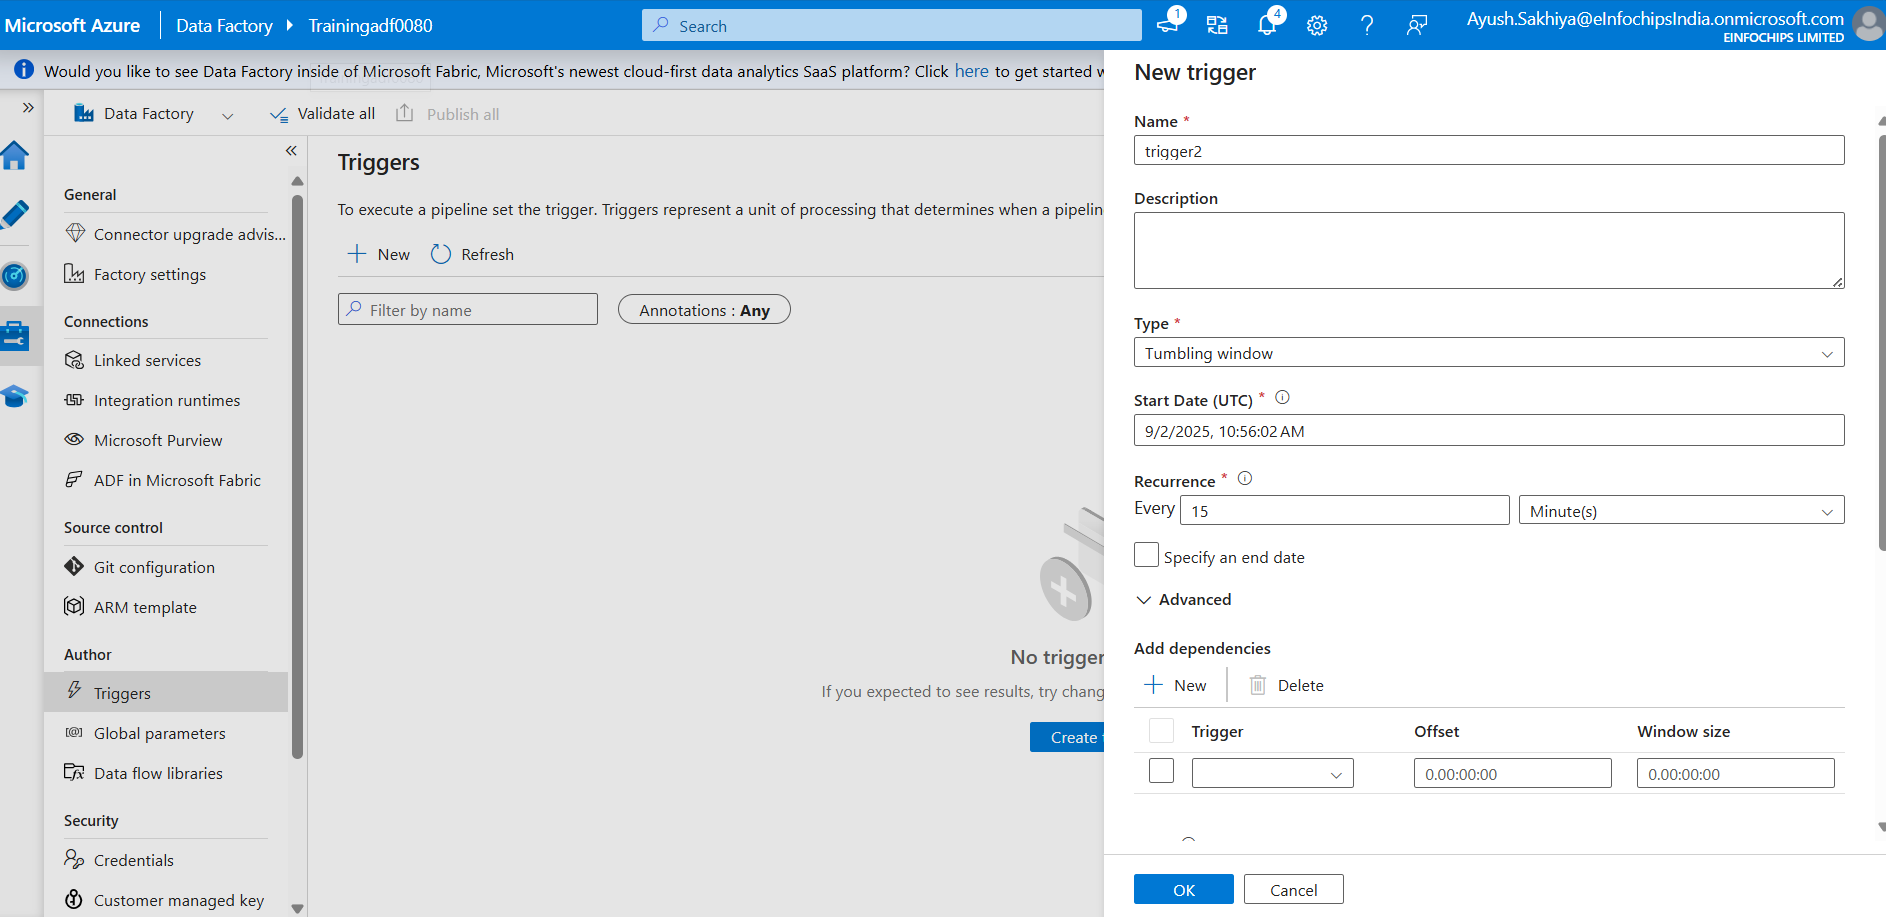 Microsoft Azure
Data Factory
Trainingadf0080
Search
1
4
Ayush.Sakhiya@eInfochipsIndia.onmicrosoft.com
EINFOCHIPS LIMITED
Would you like to see Data Factory inside of Microsoft Fabric, Microsoft's newest cloud-first data analytics SaaS platform? Click here to get started
Data Factory
Validate all
Publish all
General
Connector upgrade advis...
Factory settings
Connections
Linked services
Integration runtimes
Microsoft Purview
ADF in Microsoft Fabric
Source control
Git configuration
ARM template
Author
Triggers
Global parameters
Data flow libraries
Security
Credentials
Customer managed key
Triggers
To execute a pipeline set the trigger. Triggers represent a unit of processing that determines when a pipeline
New
Refresh
Filter by name
Annotations : Any
No trigger
If you expected to see results, try chang
Create
New trigger
Name *
trigger2
Description
Type *
Tumbling window
Start Date (UTC) *
9/2/2025, 10:56:02 AM
Recurrence *
Every 15 Minute(s)
Specify an end date
Advanced
Add dependencies
New
Delete
Trigger Offset Window size
0.00:00:00 0.00:00:00
OK
Cancel